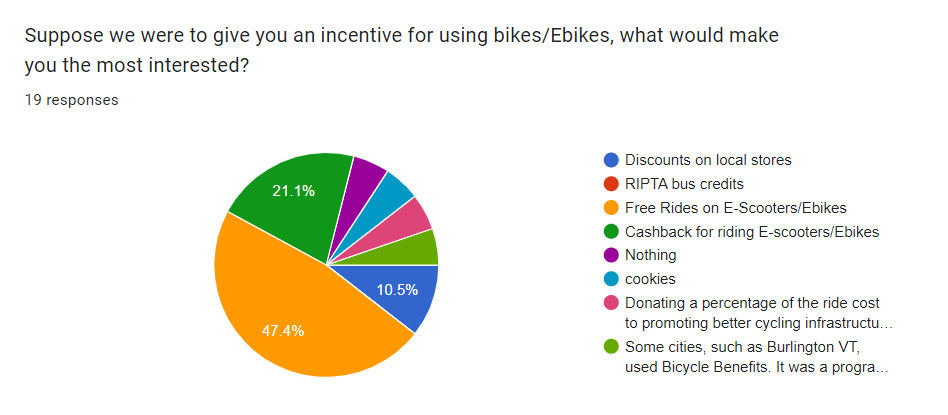 Suppose we were to give you an incentive for using bikes/Ebikes, what would make
you the most interested?
19 responses
21.1%
10.5%
47.4%
Discounts on local stores
RIPTA bus credits
Free Rides on E-Scooters/Ebikes
Cashback for riding E-scooters/Ebikes
Nothing
cookies
Donating a percentage of the ride cost
to promoting better cycling infrastructu…
Some cities, such as Burlington VT,
used Bicycle Benefits. It was a progra…